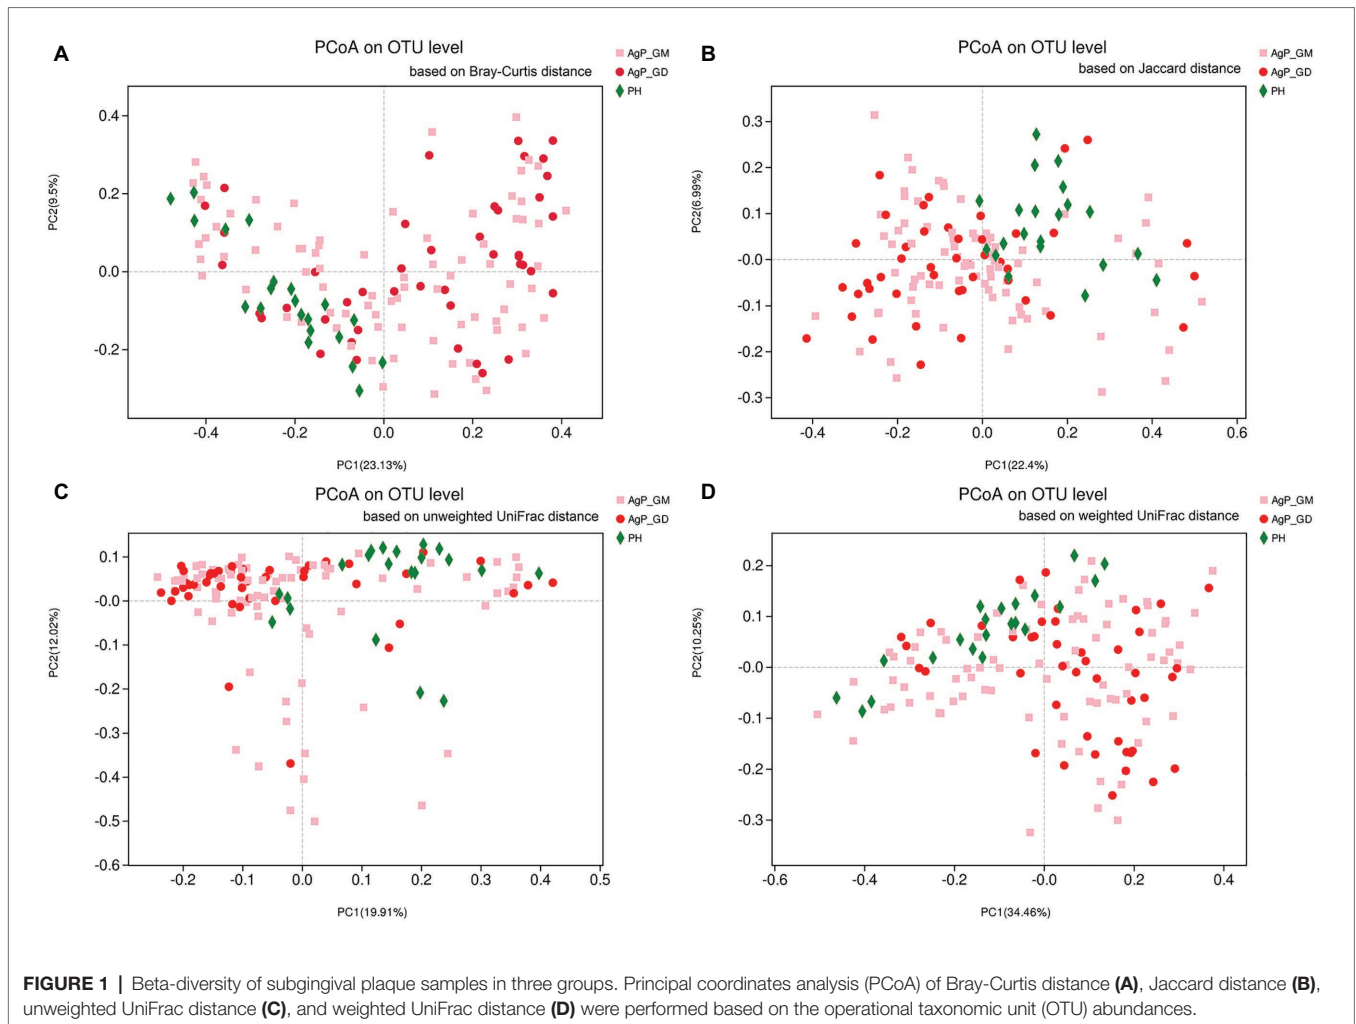 A
PCoA on OTU level
based on Bray-Curtis distance
AgP_GM
AgP_GD
PH
PC2(9.5%)
0.4
0.2
0.0
-0.2
-0.4
-0.2
0.0
0.2
0.4
PC1(23.13%)
B
PCoA on OTU level
based on Jaccard distance
AgP_GM
AgP_GD
PH
PC2(6.99%)
0.3
0.2
0.1
-0.0
-0.1
-0.2
-0.3
-0.4
-0.2
0.0
0.2
0.4
0.6
PC1(22.4%)
C
PCoA on OTU level
based on unweighted UniFrac distance
AgP_GM
AgP_GD
PH
PC2(12.02%)
0.1
-0.0
-0.1
-0.2
-0.3
-0.4
-0.5
-0.6
-0.2
-0.1
0.0
0.1
0.2
0.3
0.4
0.5
PC1(19.91%)
D
PCoA on OTU level
based on weighted UniFrac distance
AgP_GM
AgP_GD
PH
PC2(10.25%)
0.2
0.1
-0.0
-0.1
-0.2
-0.3
-0.6
-0.4
-0.2
-0.0
0.2
0.4
PC1(34.46%)
FIGURE 1 | Beta-diversity of subgingival plaque samples in three groups. Principal coordinates analysis (PCoA) of Bray-Curtis distance (A), Jaccard distance (B),
unweighted UniFrac distance (C), and weighted UniFrac distance (D) were performed based on the operational taxonomic unit (OTU) abundances.